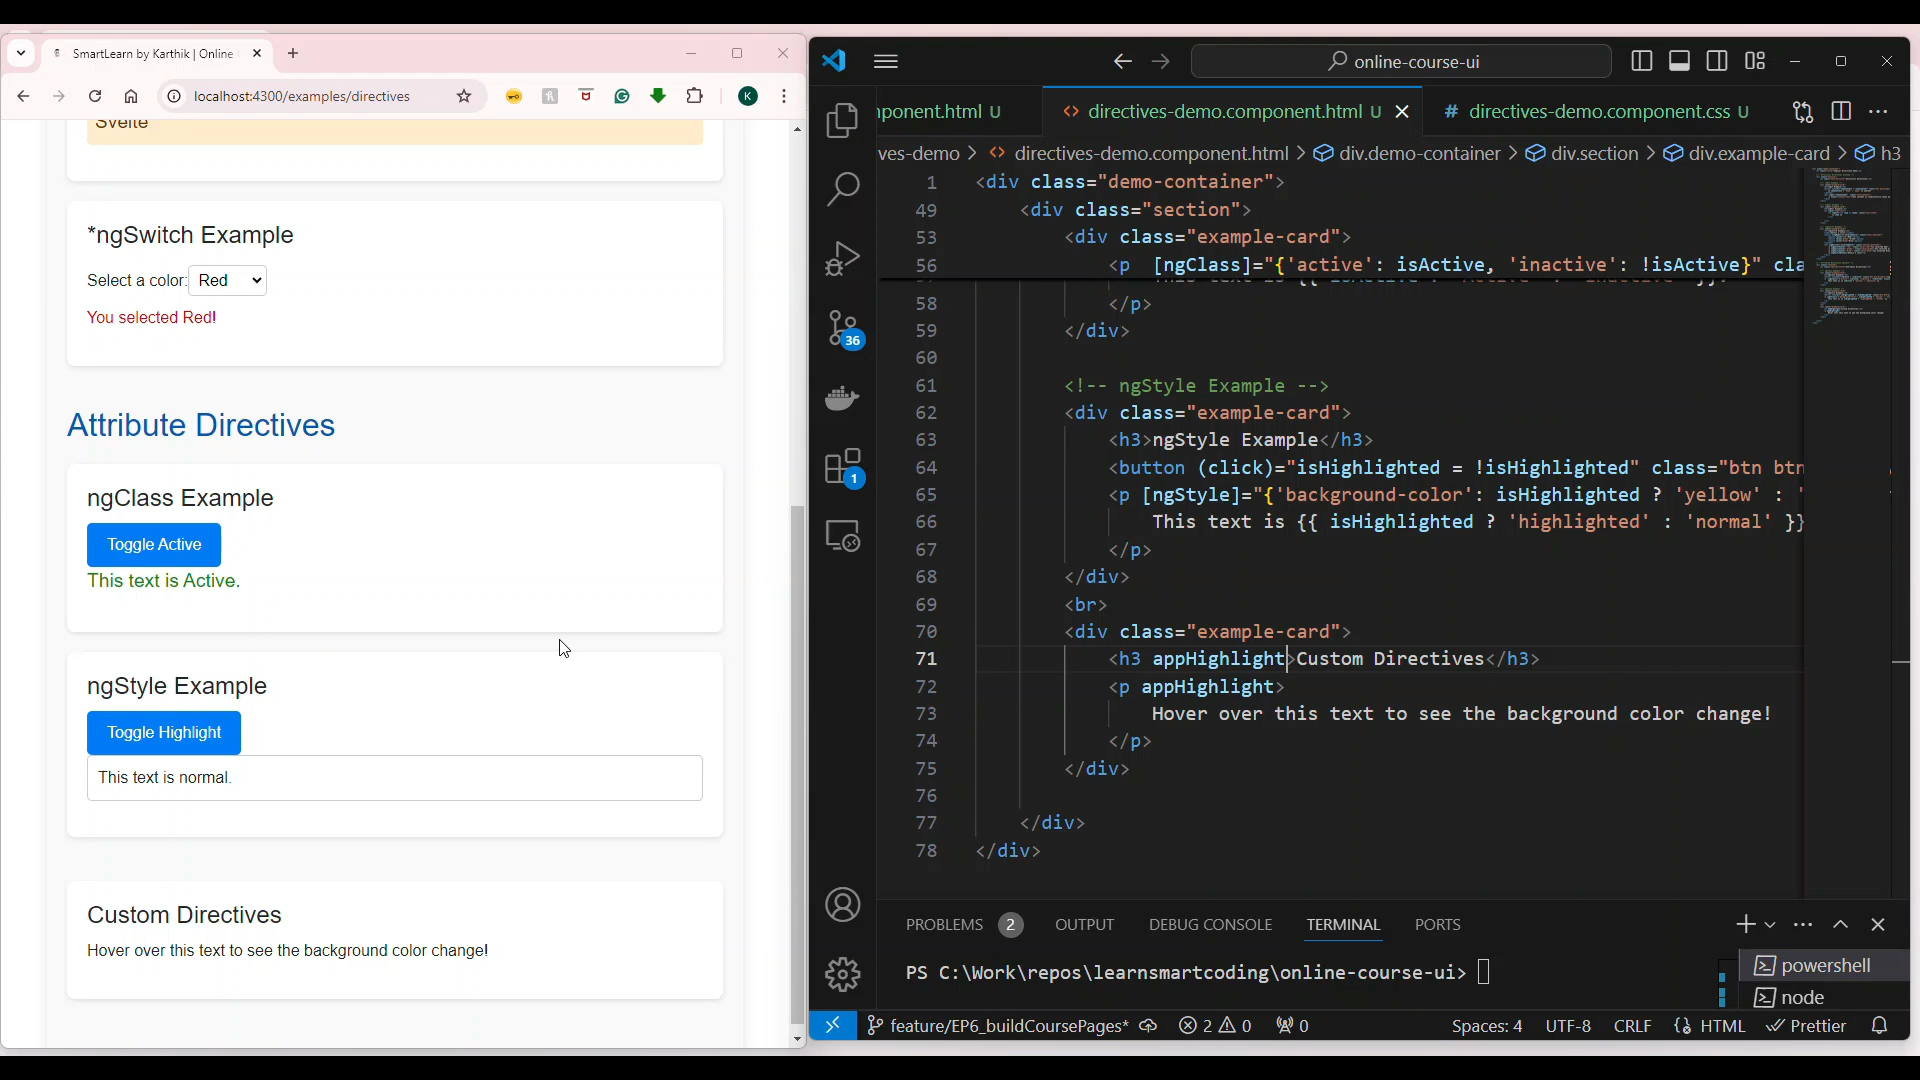 SmartLearn by Karthik | Online
localhost:4300/examples/directives
K
Svelte
*ngSwitch Example
Select a color: Red
You selected Red!
Attribute Directives
ngClass Example
Toggle Active
This text is Active.
ngStyle Example
Toggle Highlight
This text is normal.
Custom Directives
Hover over this text to see the background color change!
online-course-ui
ponent.html U
<> directives-demo.component.html U
# directives-demo.component.css U
ves-demo > <> directives-demo.component.html > div.demo-container > div.section > div.example-card > h3
1 <div class="demo-container">
49 <div class="section">
53 <div class="example-card">
56 <p [ngClass]="{'active': isActive, 'inactive': !isActive}" cla
58 </p>
59 </div>
60
61 <!-- ngStyle Example -->
62 <div class="example-card">
63 <h3>ngStyle Example</h3>
64 <button (click)="isHighlighted = !isHighlighted" class="btn btn
65 <p [ngStyle]="{'background-color': isHighlighted ? 'yellow' : '
66 This text is {{ isHighlighted ? 'highlighted' : 'normal' }}
67 </p>
68 </div>
69 <br>
70 <div class="example-card">
71 <h3 appHighlight>Custom Directives</h3>
72 <p appHighlight>
73 Hover over this text to see the background color change!
74 </p>
75 </div>
76
77 </div>
78 </div>
36
1
PROBLEMS 2 OUTPUT DEBUG CONSOLE TERMINAL PORTS
PS C:\Work\repos\learnsmartcoding\online-course-ui>
powershell
node
feature/EP6_buildCoursePages* 2 0 0 Spaces: 4 UTF-8 CRLF HTML Prettier